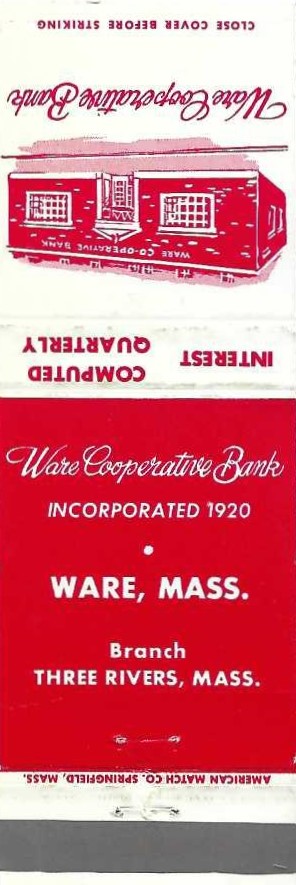 CLOSE COVER BEFORE STRIKING
Ware Cooperative Bank
WARE CO-OPERATIVE BANK
INTEREST COMPUTED
QUARTERLY
Ware Cooperative Bank
INCORPORATED 1920
•
WARE, MASS.
Branch
THREE RIVERS, MASS.
AMERICAN MATCH CO. SPRINGFIELD, MASS.